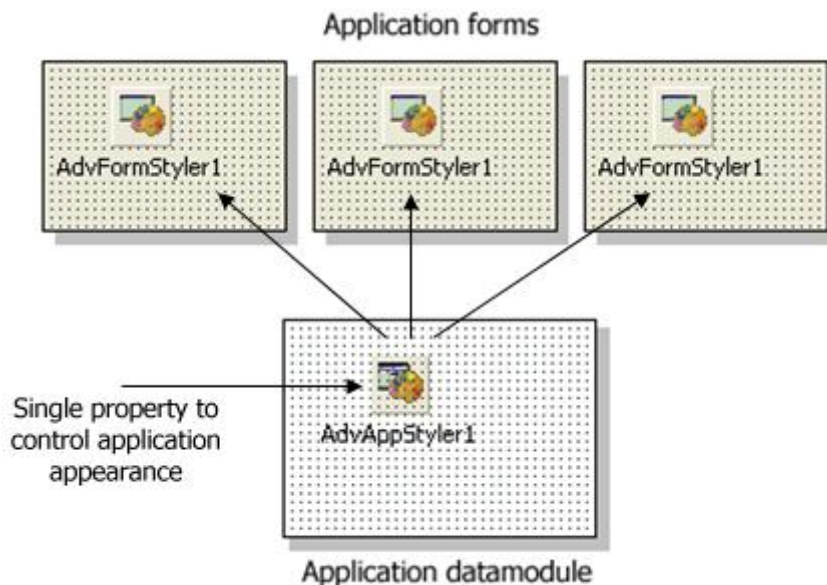 Application forms
AdvFormStyler1
AdvFormStyler1
AdvFormStyler1
Single property to
control application
appearance
AdvAppStyler1
Application datamodule